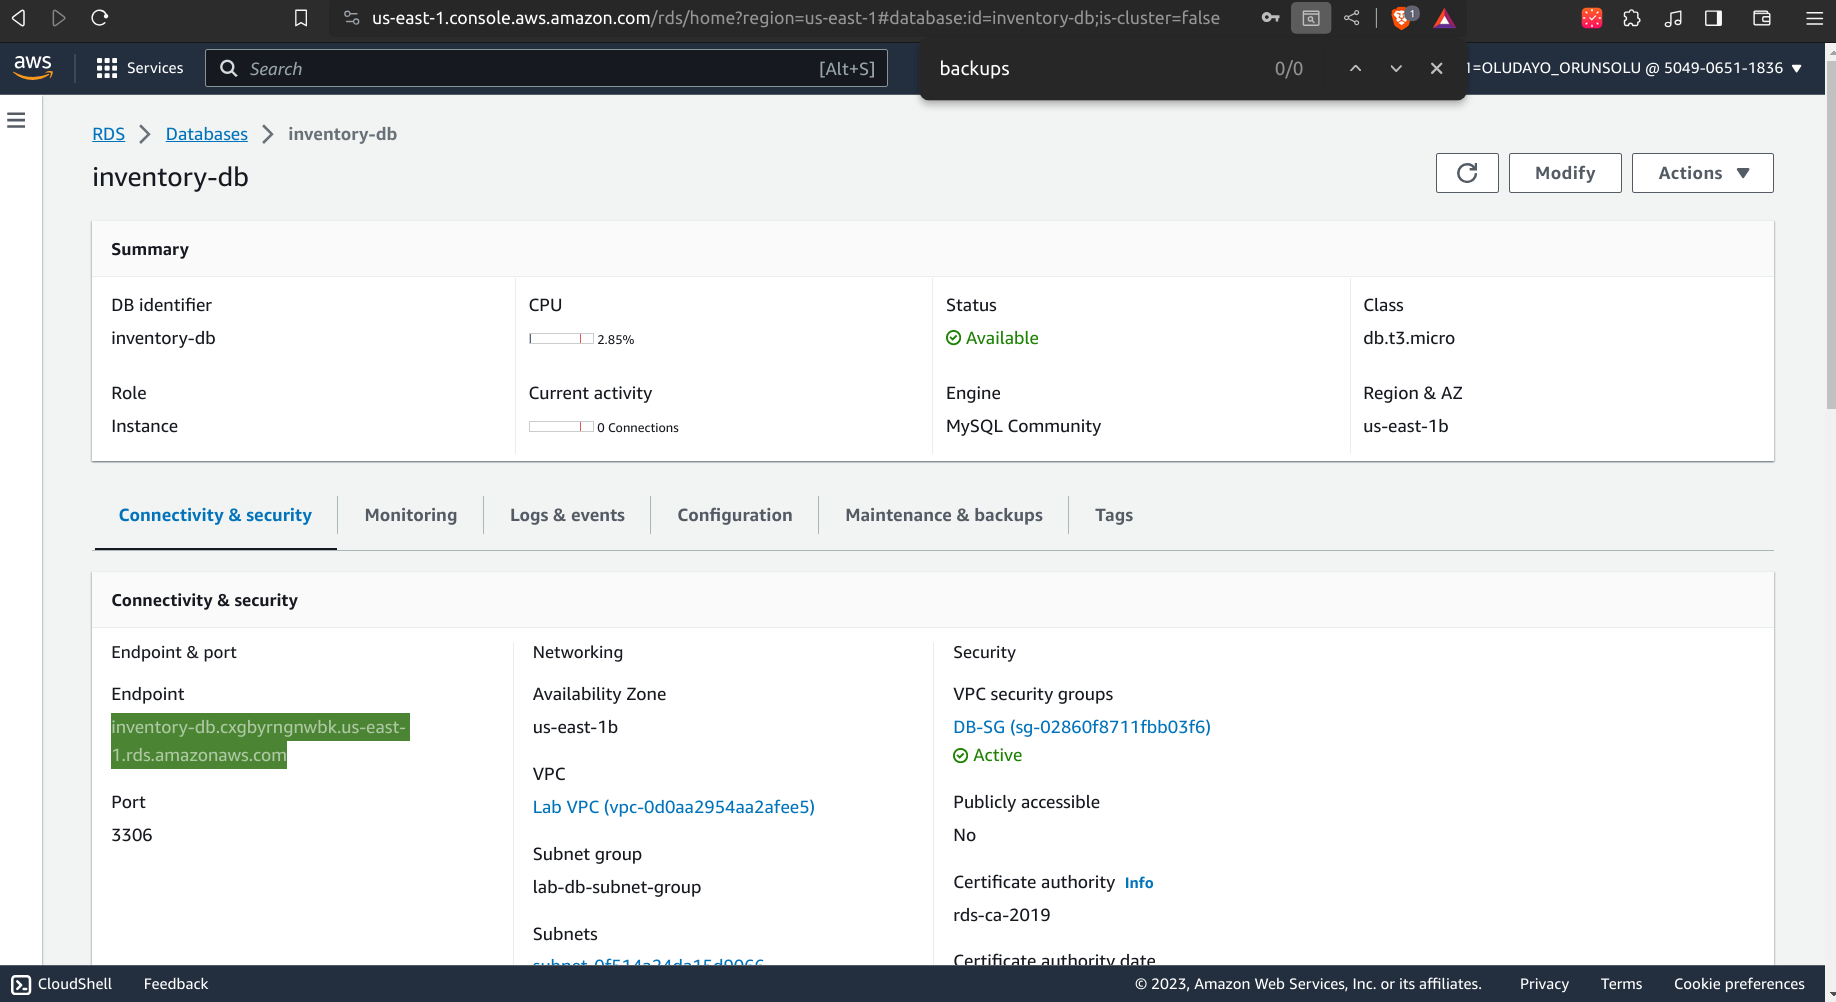 us-east-1.console.aws.amazon.com/rds/home?region=us-east-1#database:id=inventory-db;is-cluster=false
1
aws
Services
Search
[Alt+S]
backups
0/0
1=OLUDAYO_ORUNSOLU @ 5049-0651-1836
RDS
Databases
inventory-db
inventory-db
Modify
Actions
Summary
DB identifier
inventory-db
CPU
2.85%
Status
Available
Class
db.t3.micro
Role
Instance
Current activity
0 Connections
Engine
MySQL Community
Region & AZ
us-east-1b
Connectivity & security
Monitoring
Logs & events
Configuration
Maintenance & backups
Tags
Connectivity & security
Endpoint & port
Endpoint
inventory-db.cxgbyrngnwbk.us-east-
1.rds.amazonaws.com
Port
3306
Networking
Availability Zone
us-east-1b
VPC
Lab VPC (vpc-0d0aa2954aa2afee5)
Subnet group
lab-db-subnet-group
Subnets
Security
VPC security groups
DB-SG (sg-02860f8711fbb03f6)
Active
Publicly accessible
No
Certificate authority Info
rds-ca-2019
Certificate authority date
CloudShell
Feedback
© 2023, Amazon Web Services, Inc. or its affiliates.
Privacy
Terms
Cookie preferences